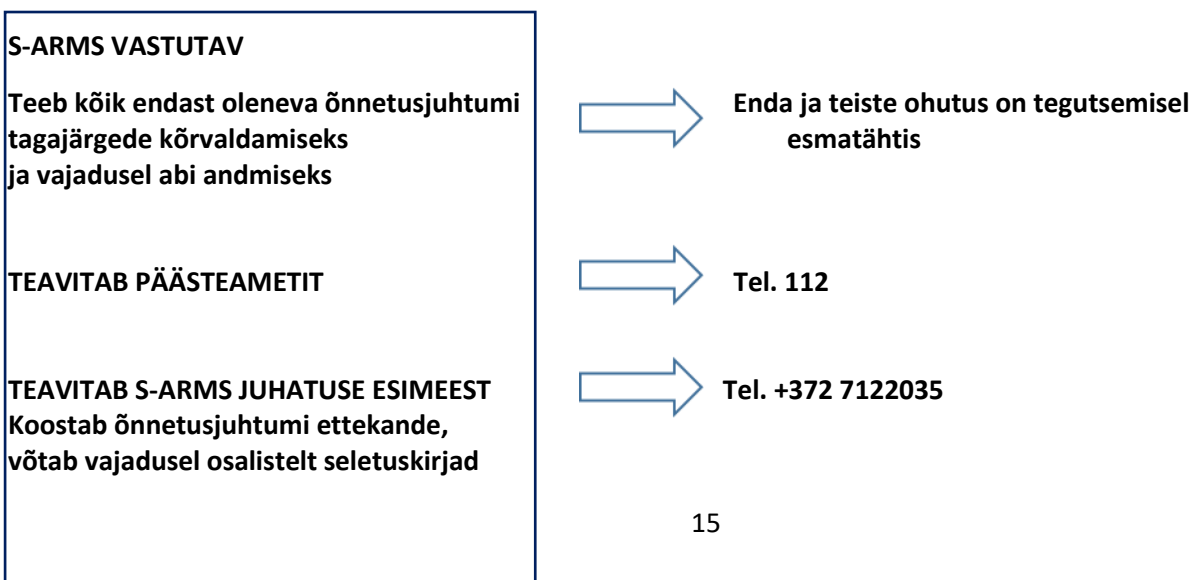 S-ARMS VASTUTAV
Teeb kõik endast oleneva õnnetusjuhtumi
tagajärgede kõrvaldamiseks
ja vajadusel abi andmiseks
Enda ja teiste ohutus on tegutsemisel
esmatähtis
TEAVITAB PÄÄSTEAMETIT
Tel. 112
TEAVITAB S-ARMS JUHATUSE ESIMEEST
Tel. +372 7122035
Koostab õnnetusjuhtumi ettekande,
võtab vajadusel osalistelt seletuskirjad
15